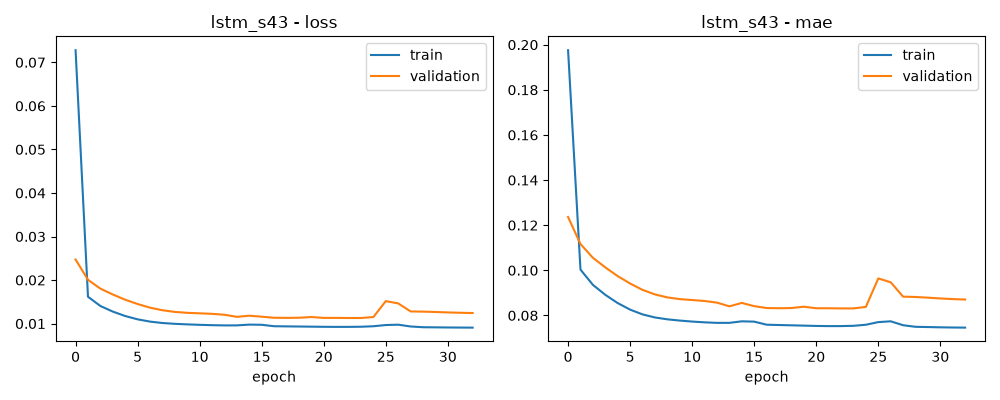 lstm_s43 - loss
train
validation
0.07
0.06
0.05
0.04
0.03
0.02
0.01
0 5 10 15 20 25 30
epoch
lstm_s43 - mae
train
validation
0.20
0.18
0.16
0.14
0.12
0.10
0.08
0 5 10 15 20 25 30
epoch